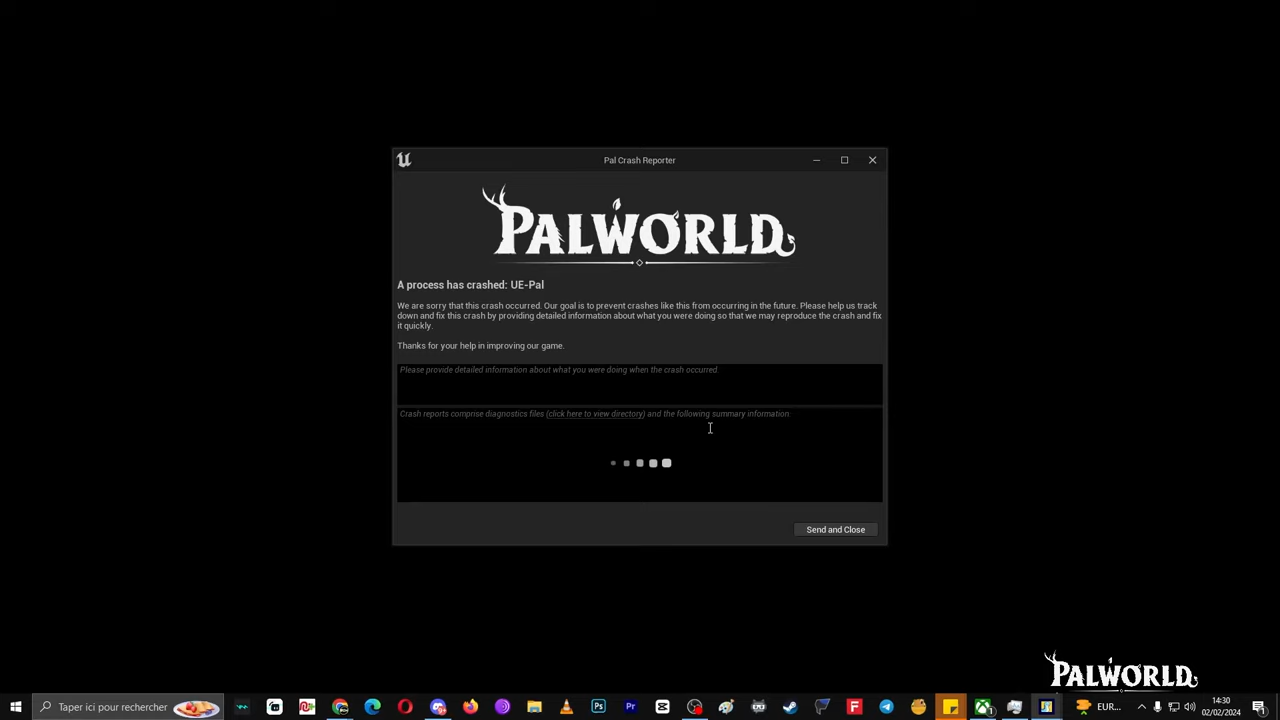 Pal Crash Reporter
PALWORLD
A process has crashed: UE-Pal
We are sorry that this crash occurred. Our goal is to prevent crashes like this from occurring in the future. Please help us track
down and fix this crash by providing detailed information about what you were doing so that we may reproduce the crash and fix
it quickly.
Thanks for your help in improving our game.
Please provide detailed information about what you were doing when the crash occurred.
Crash reports comprise diagnostics files (click here to view directory) and the following summary information
Send and Close
PALWORLD
Taper ici pour rechercher
Ps
Pr
F
EUR...
14:30
02/02/2024